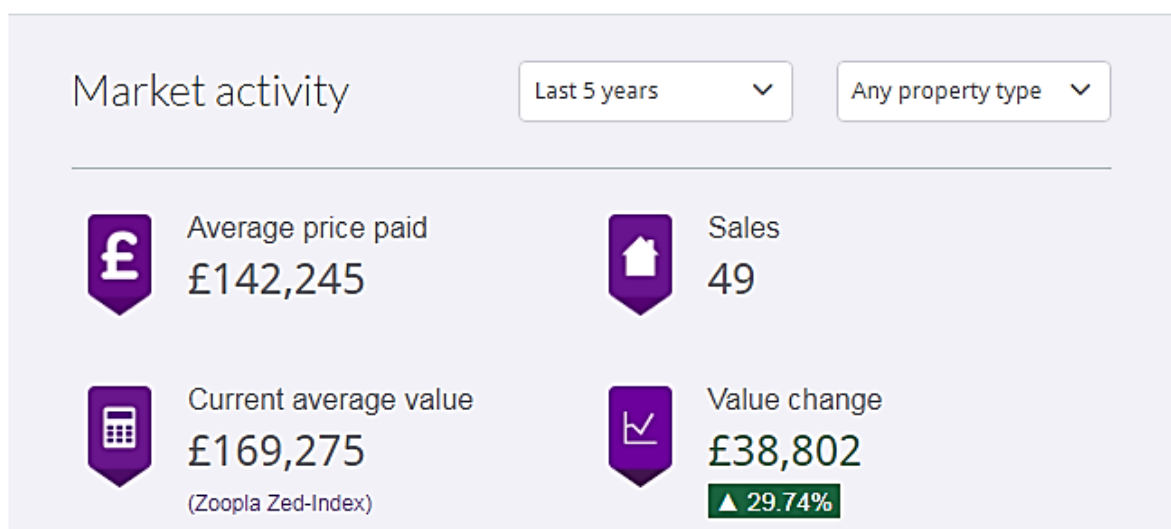 Market activity
Last 5 years
Any property type
£
Average price paid
£142,245
Sales
49
Current average value
£169,275
(Zoopla Zed-Index)
Value change
£38,802
▲ 29.74%